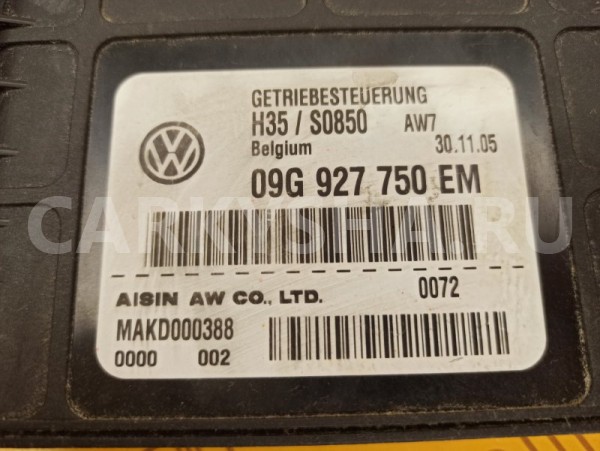 GETRIEBESTEUERUNG
H35 / S0850 AW7
Belgium 30.11.05
09G 927 750 EM
CARKYSHA.RU
AISIN AW CO., LTD. 0072
MAKD000388
0000 002